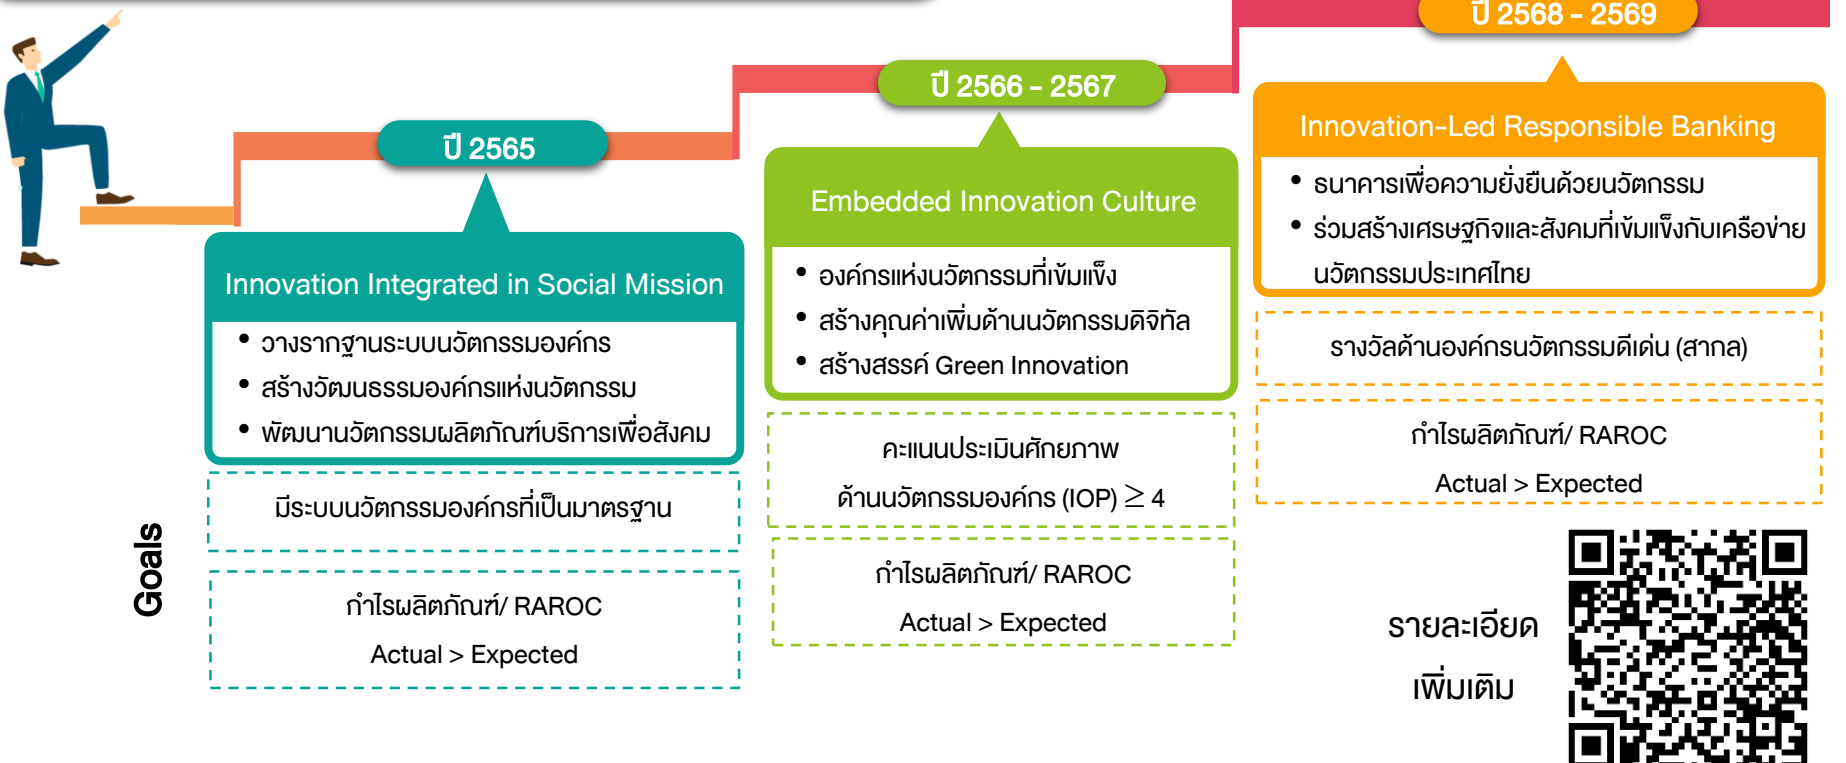 ปี 2565
Innovation Integrated in Social Mission
• วางรากฐานระบบนวัตกรรมองค์กร
• สร้างวัฒนธรรมองค์กรแห่งนวัตกรรม
• พัฒนานวัตกรรมผลิตภัณฑ์บริการเพื่อสังคม
ปี 2566 - 2567
Embedded Innovation Culture
• องค์กรแห่งนวัตกรรมที่เข้มแข็ง
• สร้างคุณค่าเพิ่มด้านนวัตกรรมดิจิทัล
• สร้างสรรค์ Green Innovation
ปี 2568 - 2569
Innovation-Led Responsible Banking
• ธนาคารเพื่อความยั่งยืนด้วยนวัตกรรม
• ร่วมสร้างเศรษฐกิจและสังคมที่เข้มแข็งกับเครือข่าย
นวัตกรรมประเทศไทย
Goals
มีระบบนวัตกรรมองค์กรที่เป็นมาตรฐาน
กำไรผลิตภัณฑ์/ RAROC
Actual > Expected
คะแนนประเมินศักยภาพ
ด้านนวัตกรรมองค์กร (IOP) ≥ 4
กำไรผลิตภัณฑ์/ RAROC
Actual > Expected
รางวัลด้านองค์กรนวัตกรรมดีเด่น (สากล)
กำไรผลิตภัณฑ์/ RAROC
Actual > Expected
รายละเอียด
เพิ่มเติม